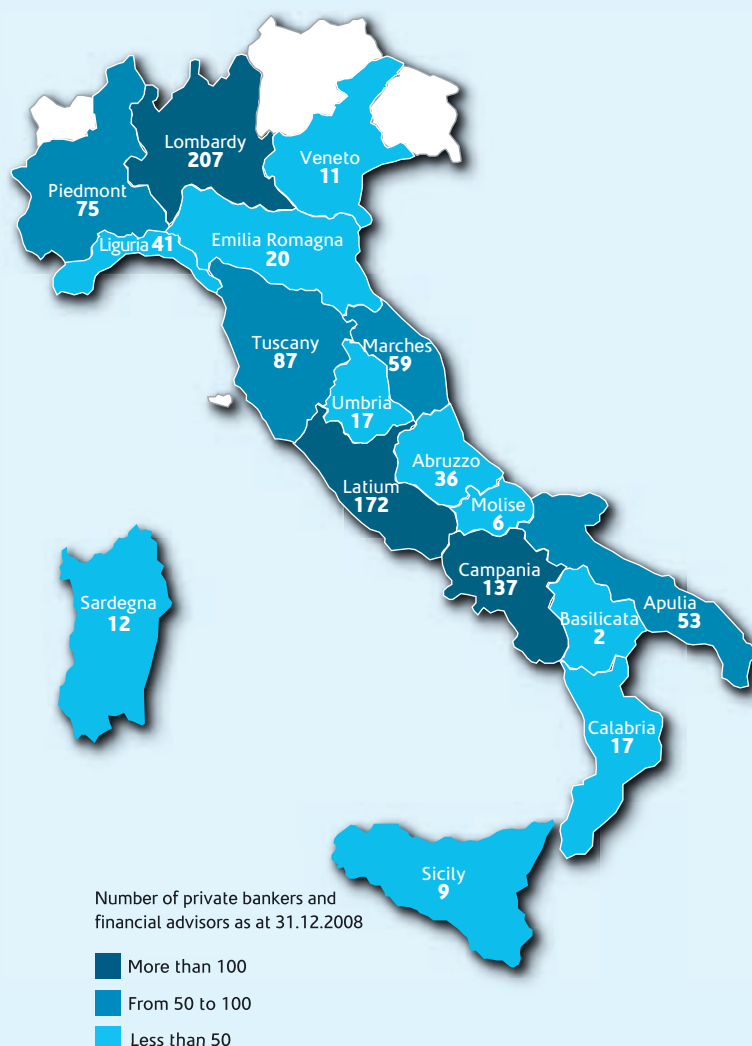 Lombardy
207
Veneto
11
Piedmont
75
Liguria 41
Emilia Romagna
20
Tuscany
87
Marches
59
Umbria
17
Abruzzo
36
Latium
172
Molise
6
Campania
137
Apulia
53
Basilicata
2
Sardegna
12
Calabria
17
Sicily
9
Number of private bankers and
financial advisors as at 31.12.2008
More than 100
From 50 to 100
Less than 50